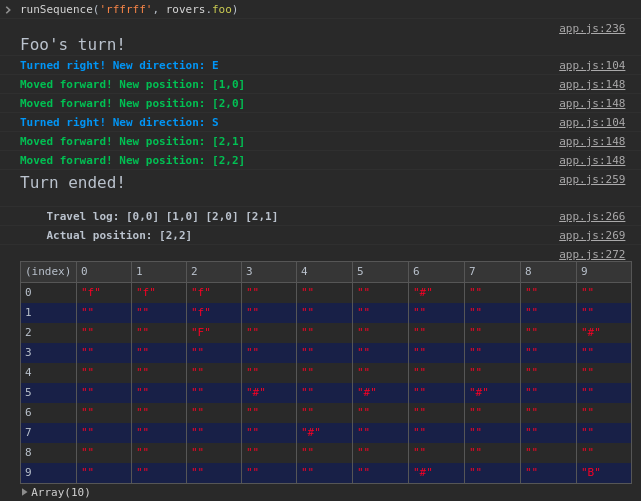 runSequence('rffrff', rovers.foo)
app.js:236
Foo's turn!
Turned right! New direction: E app.js:104
Moved forward! New position: [1,0] app.js:148
Moved forward! New position: [2,0] app.js:148
Turned right! New direction: S app.js:104
Moved forward! New position: [2,1] app.js:148
Moved forward! New position: [2,2] app.js:148
Turn ended! app.js:259
Travel log: [0,0] [1,0] [2,0] [2,1] app.js:266
Actual position: [2,2] app.js:269
app.js:272
(index) 0 1 2 3 4 5 6 7 8 9
0 "f" "f" "f" "" "" "" "#" "" "" ""
1 "" "" "f" "" "" "" "" "" "" ""
2 "" "" "F" "" "" "" "" "" "" "#"
3 "" "" "" "" "" "" "" "" "" ""
4 "" "" "" "" "" "" "" "" "" ""
5 "" "" "" "#" "" "#" "" "#" "" ""
6 "" "" "" "" "" "" "" "" "" ""
7 "" "" "" "" "#" "" "" "" "" ""
8 "" "" "" "" "" "" "" "" "" ""
9 "" "" "" "" "" "" "#" "" "" "B"
Array(10)